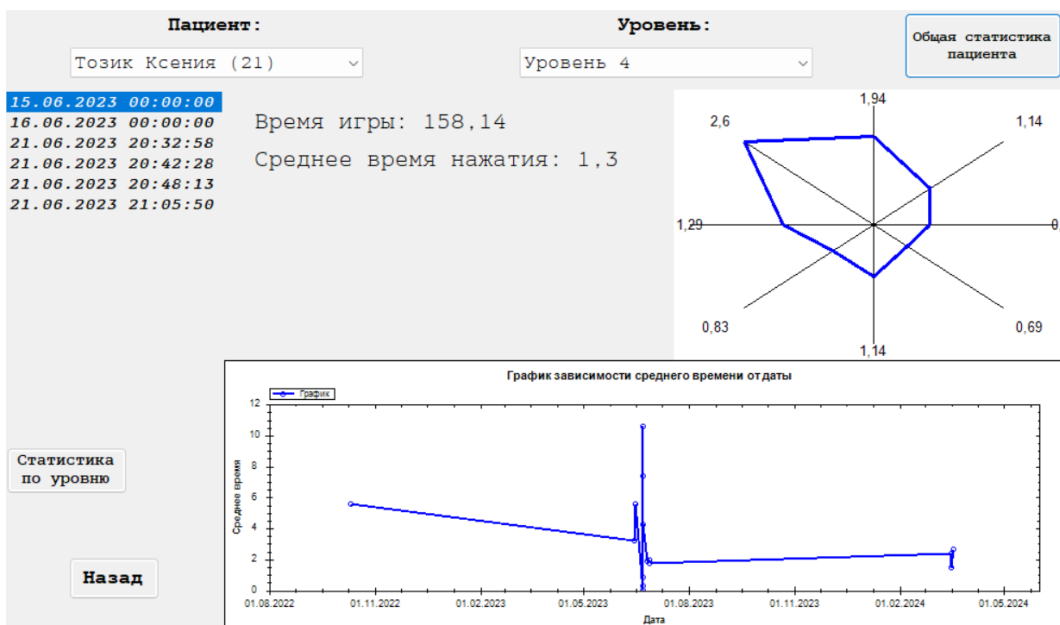 Пациент:
Уровень:
Общая статистика
пациента
Тозик Ксения (21)
Уровень 4
15.06.2023 00:00:00
16.06.2023 00:00:00
21.06.2023 20:32:58
21.06.2023 20:42:28
21.06.2023 20:48:13
21.06.2023 21:05:50
Время игры: 158,14
Среднее время нажатия: 1,3
1,94
2,6
1,14
1,29
0,83
0,69
1,14
График зависимости среднего времени от даты
График
12
10
8
6
4
2
0
Среднее время
01.08.2022
01.11.2022
01.02.2023
01.05.2023
01.08.2023
01.11.2023
01.02.2024
01.05.2024
Дата
Статистика
по уровню
Назад